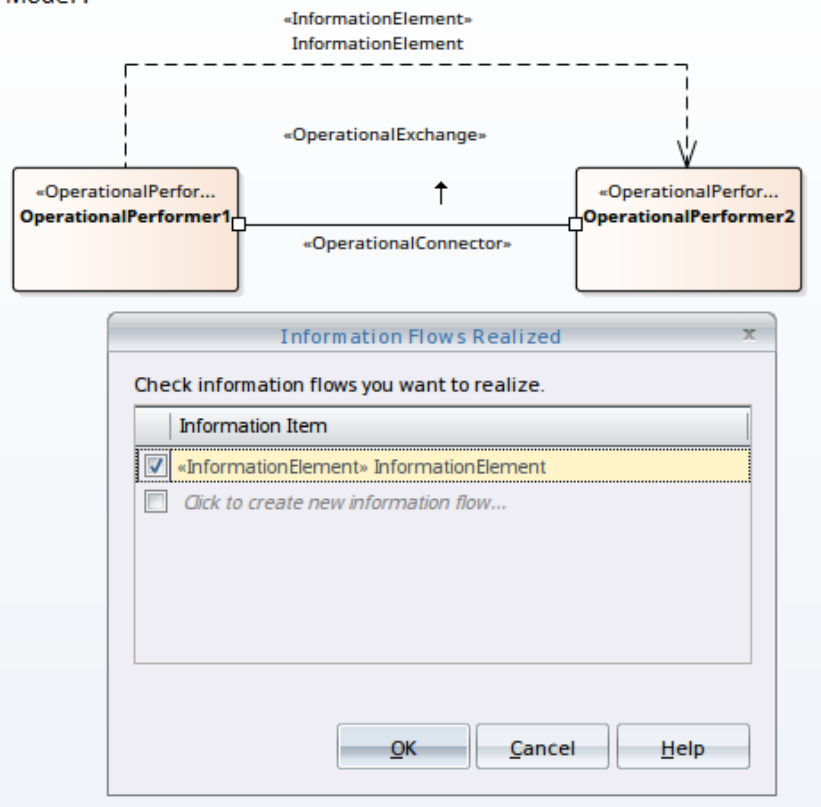 «InformationElement»
InformationElement
«OperationalExchange»
«OperationalPerfor...
OperationalPerformer1
«OperationalPerfor...
OperationalPerformer2
«OperationalConnector»
Information Flows Realized
x
Check information flows you want to realize.
Information Item
«InformationElement» InformationElement
Click to create new information flow...
OK
Cancel
Help